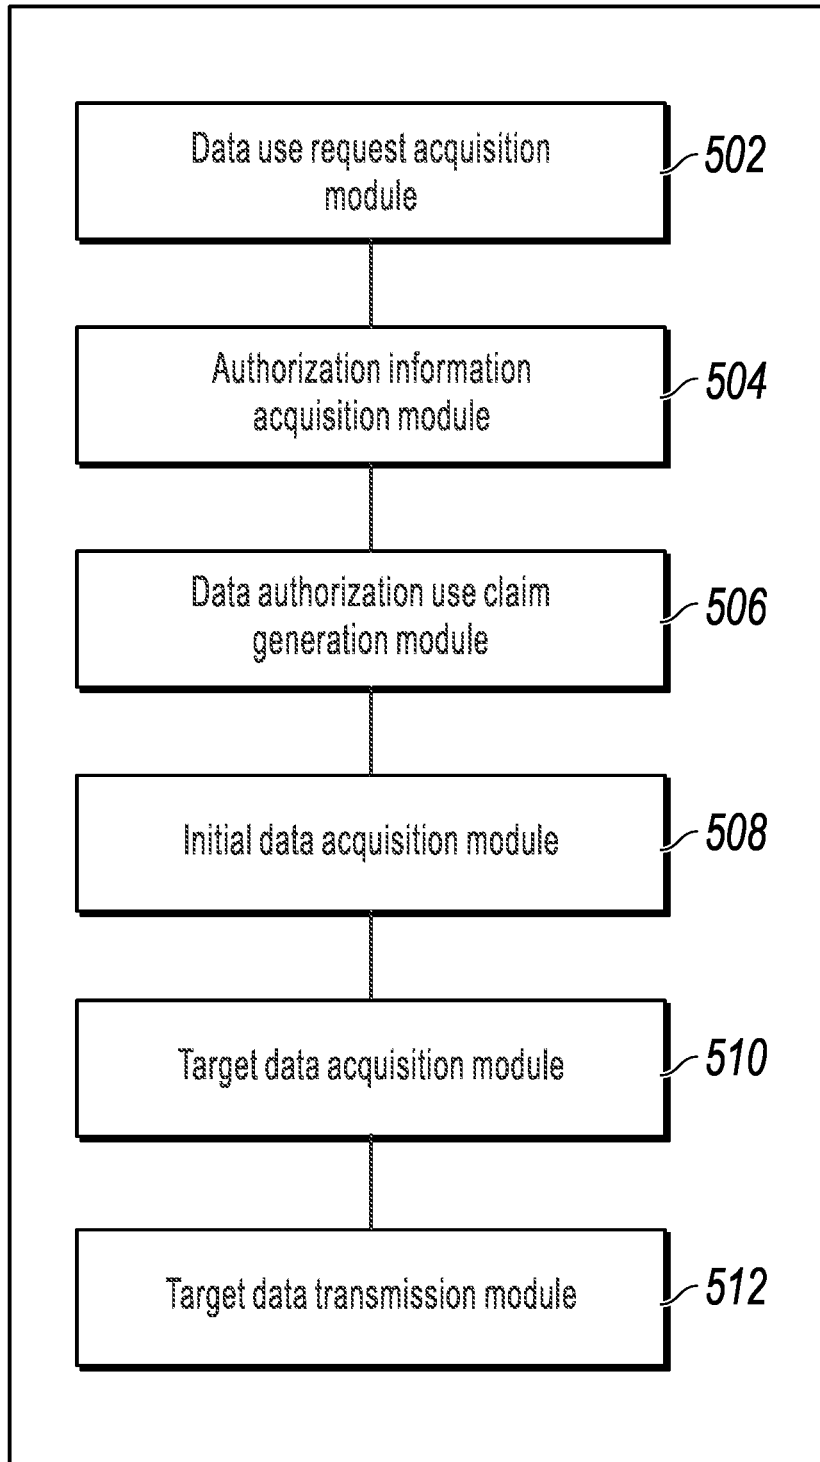 Data use request acquisition
module
502
Authorization information
acquisition module
504
Data authorization use claim
generation module
506
Initial data acquisition module
508
Target data acquisition module
510
Target data transmission module
512